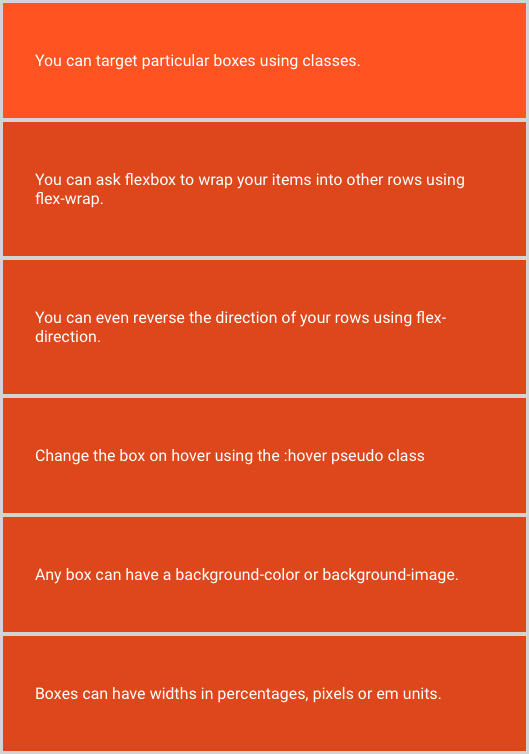 You can target particular boxes using classes.
You can ask flexbox to wrap your items into other rows using
flex-wrap.
You can even reverse the direction of your rows using flex-
direction.
Change the box on hover using the :hover pseudo class
Any box can have a background-color or background-image.
Boxes can have widths in percentages, pixels or em units.